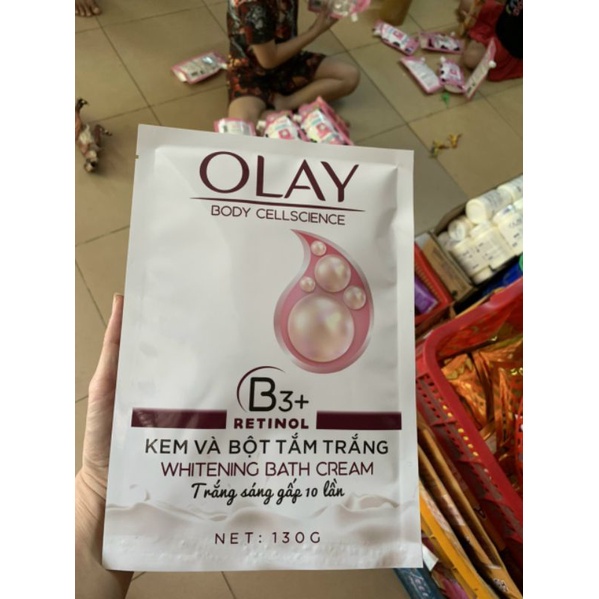 OLAY
BODY CELLSCIENCE
B3+
RETINOL
KEM VÀ BỘT TẮM TRẮNG
WHITENING BATH CREAM
Trắng sáng gấp 10 lần
NET: 130G